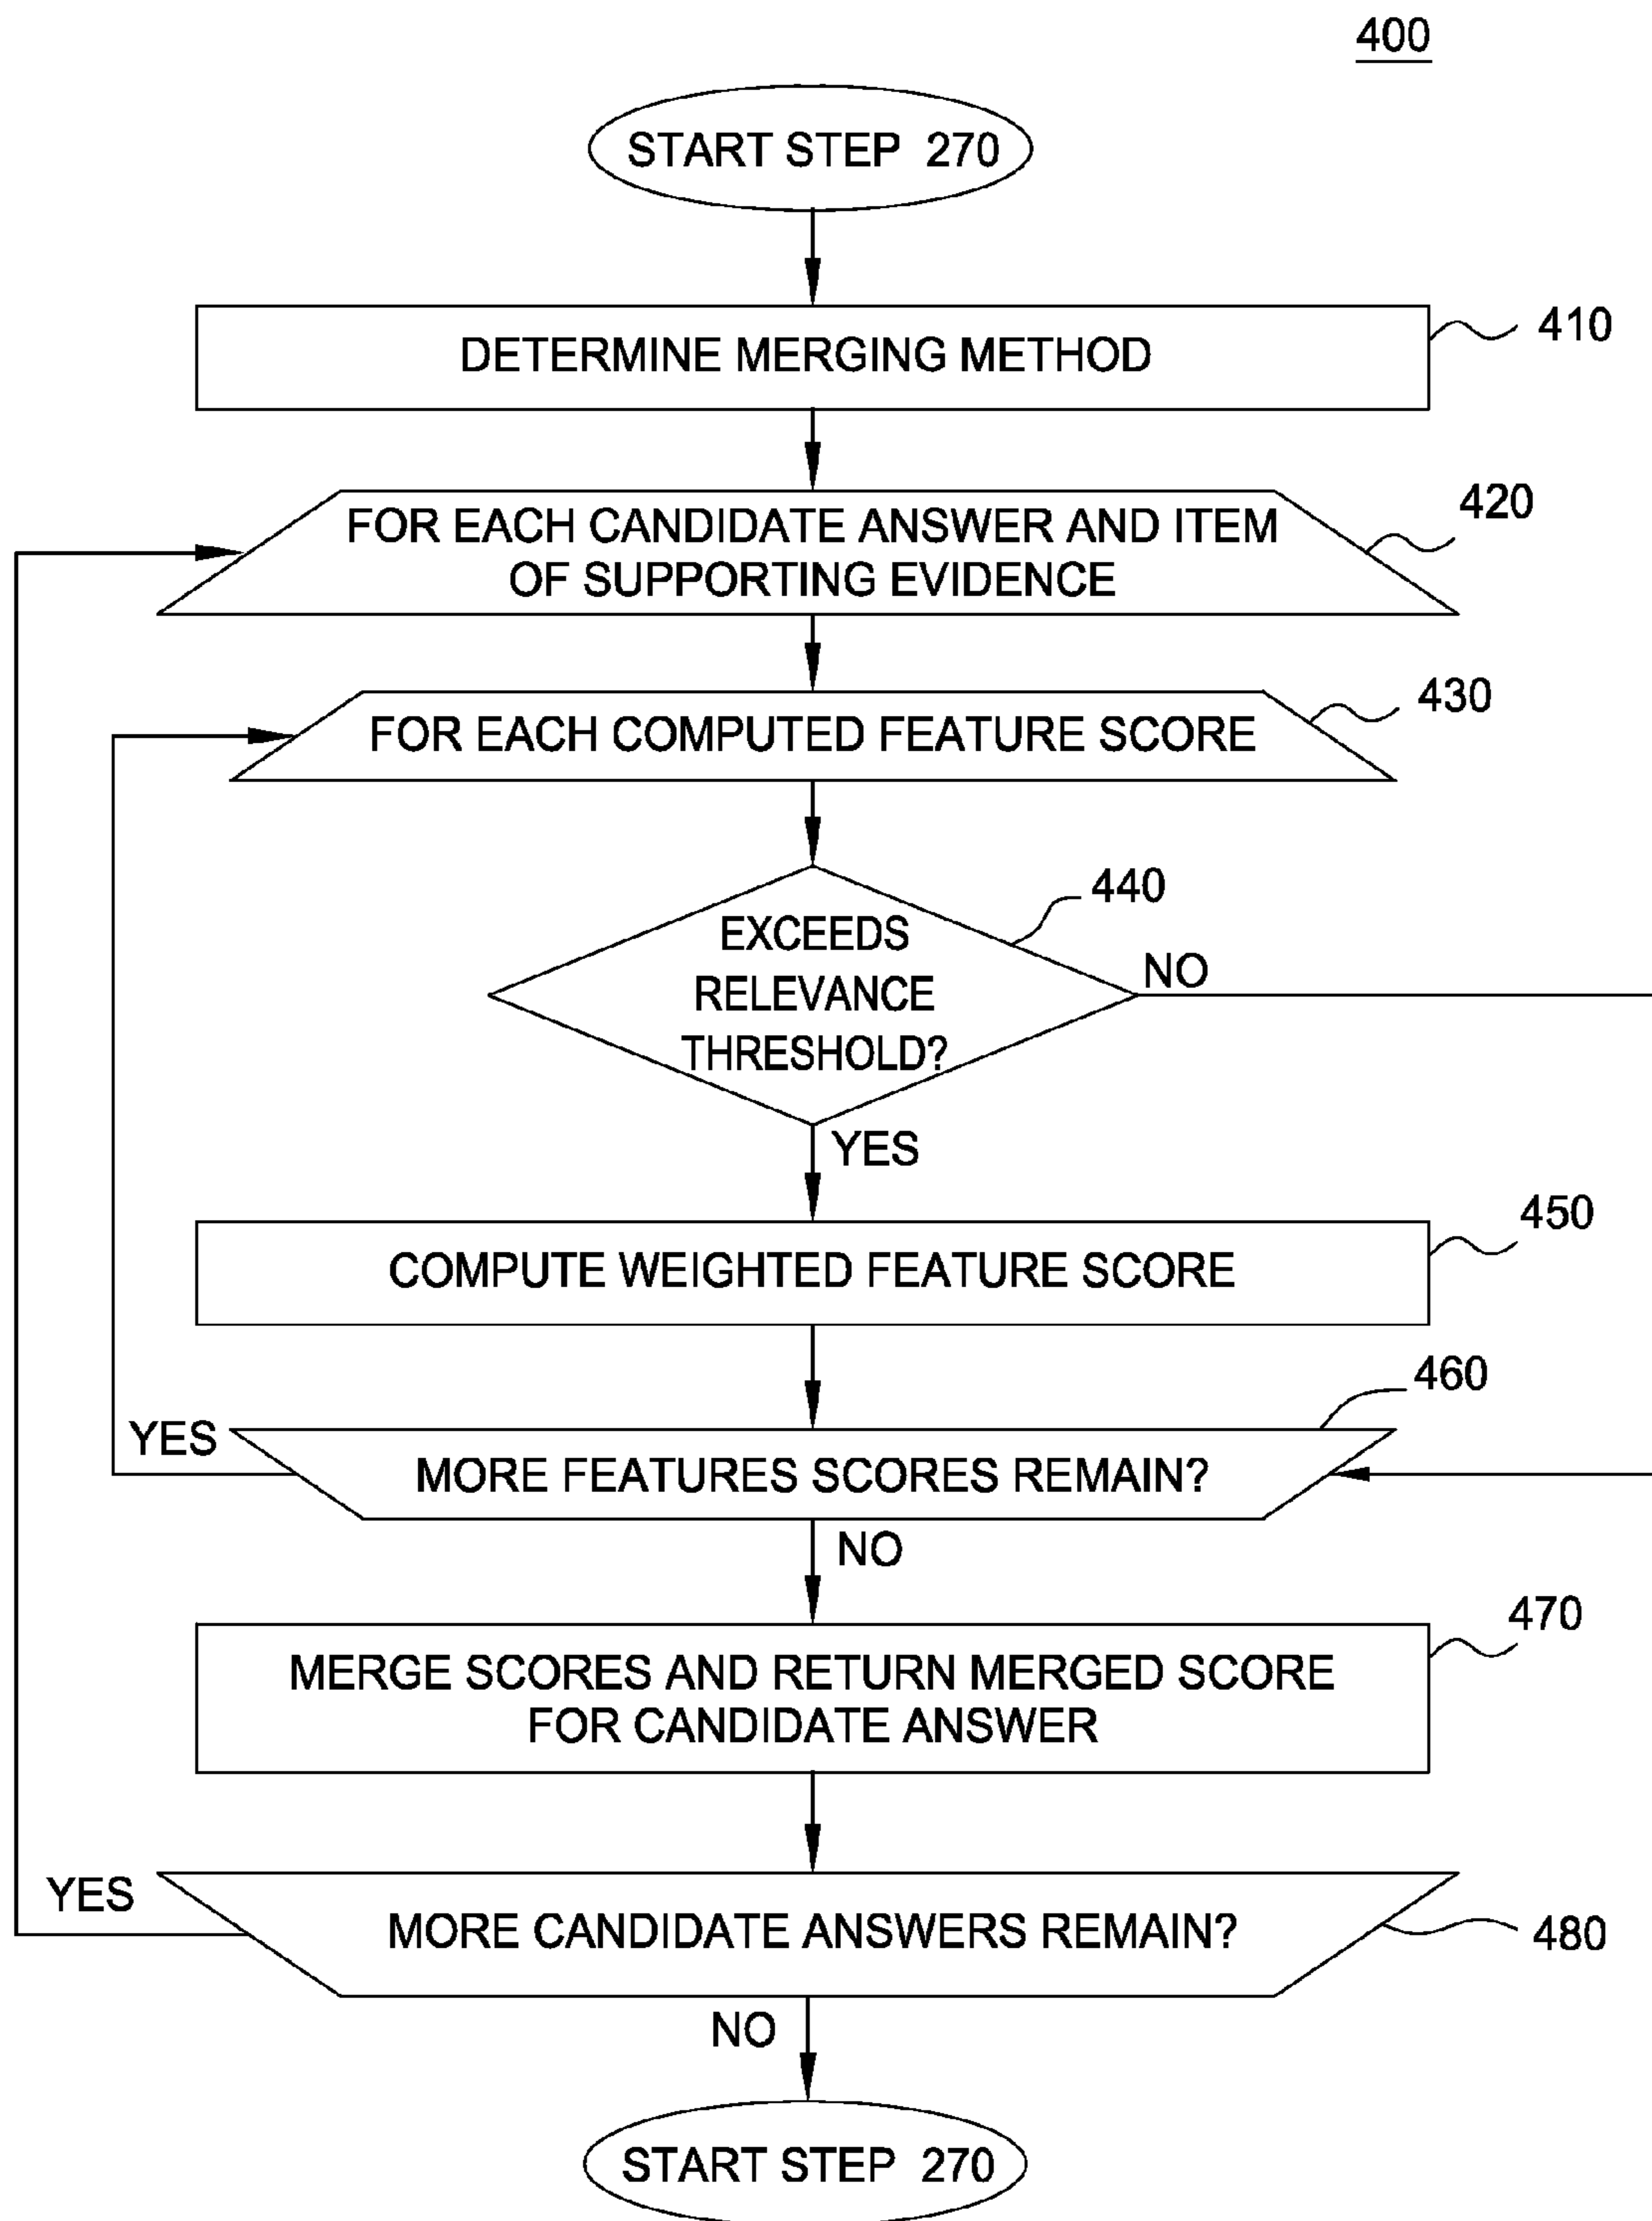 400
START STEP 270
DETERMINE MERGING METHOD
410
FOR EACH CANDIDATE ANSWER AND ITEM
OF SUPPORTING EVIDENCE
420
FOR EACH COMPUTED FEATURE SCORE
430
EXCEEDS
RELEVANCE
THRESHOLD?
440
NO
YES
COMPUTE WEIGHTED FEATURE SCORE
450
MORE FEATURES SCORES REMAIN?
460
YES
NO
MERGE SCORES AND RETURN MERGED SCORE
FOR CANDIDATE ANSWER
470
MORE CANDIDATE ANSWERS REMAIN?
480
YES
NO
START STEP 270